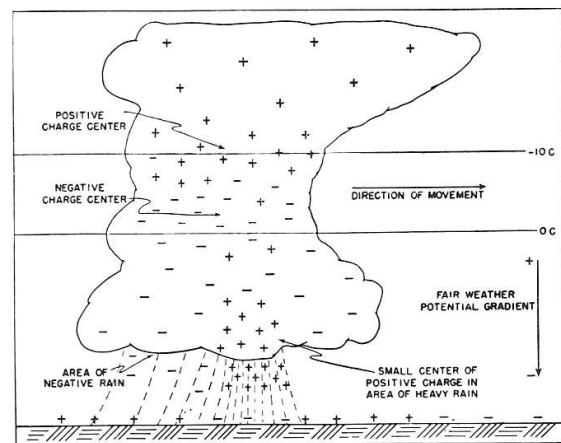 POSITIVE
CHARGE CENTER
-10 C
NEGATIVE
CHARGE CENTER
DIRECTION OF MOVEMENT
0 C
FAIR WEATHER
POTENTIAL GRADIENT
AREA OF
NEGATIVE RAIN
SMALL CENTER OF
POSITIVE CHARGE IN
AREA OF HEAVY RAIN